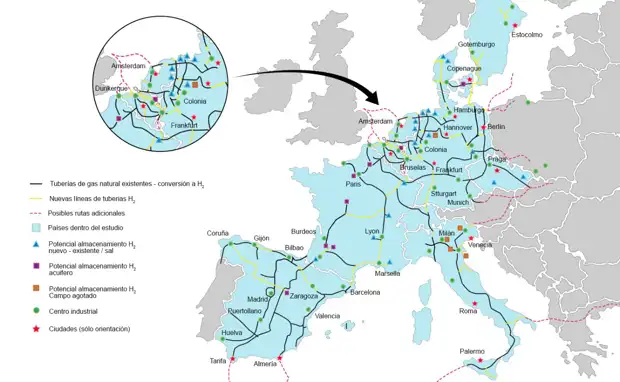 Estocolmo
Gotemburgo
Copenague
Amsterdam
Dunkerque
Colonia
Frankfurt
Hamburgo
Amsterdam
Hannover
Berlín
Colonia
Bruselas
Frankfurt
Praga
Paris
Sturttgart
Munich
Tuberías de gas natural existentes - conversión a H2
Nuevas líneas de tuberías H2
Posibles rutas adicionales
Países dentro del estudio
Potencial almacenamiento H2
nuevo - existente / sal
Potencial almacenamiento H2
acuífero
Potencial almacenamiento H2
Campo agotado
Centro industrial
Ciudades (sólo orientación)
Coruña
Gijón
Burdeos
Lyon
Milán
Venecia
Bilbao
Marsella
Madrid
Zaragoza
Barcelona
Puertollano
Valencia
Roma
Huelva
Tarifa
Almería
Palermo